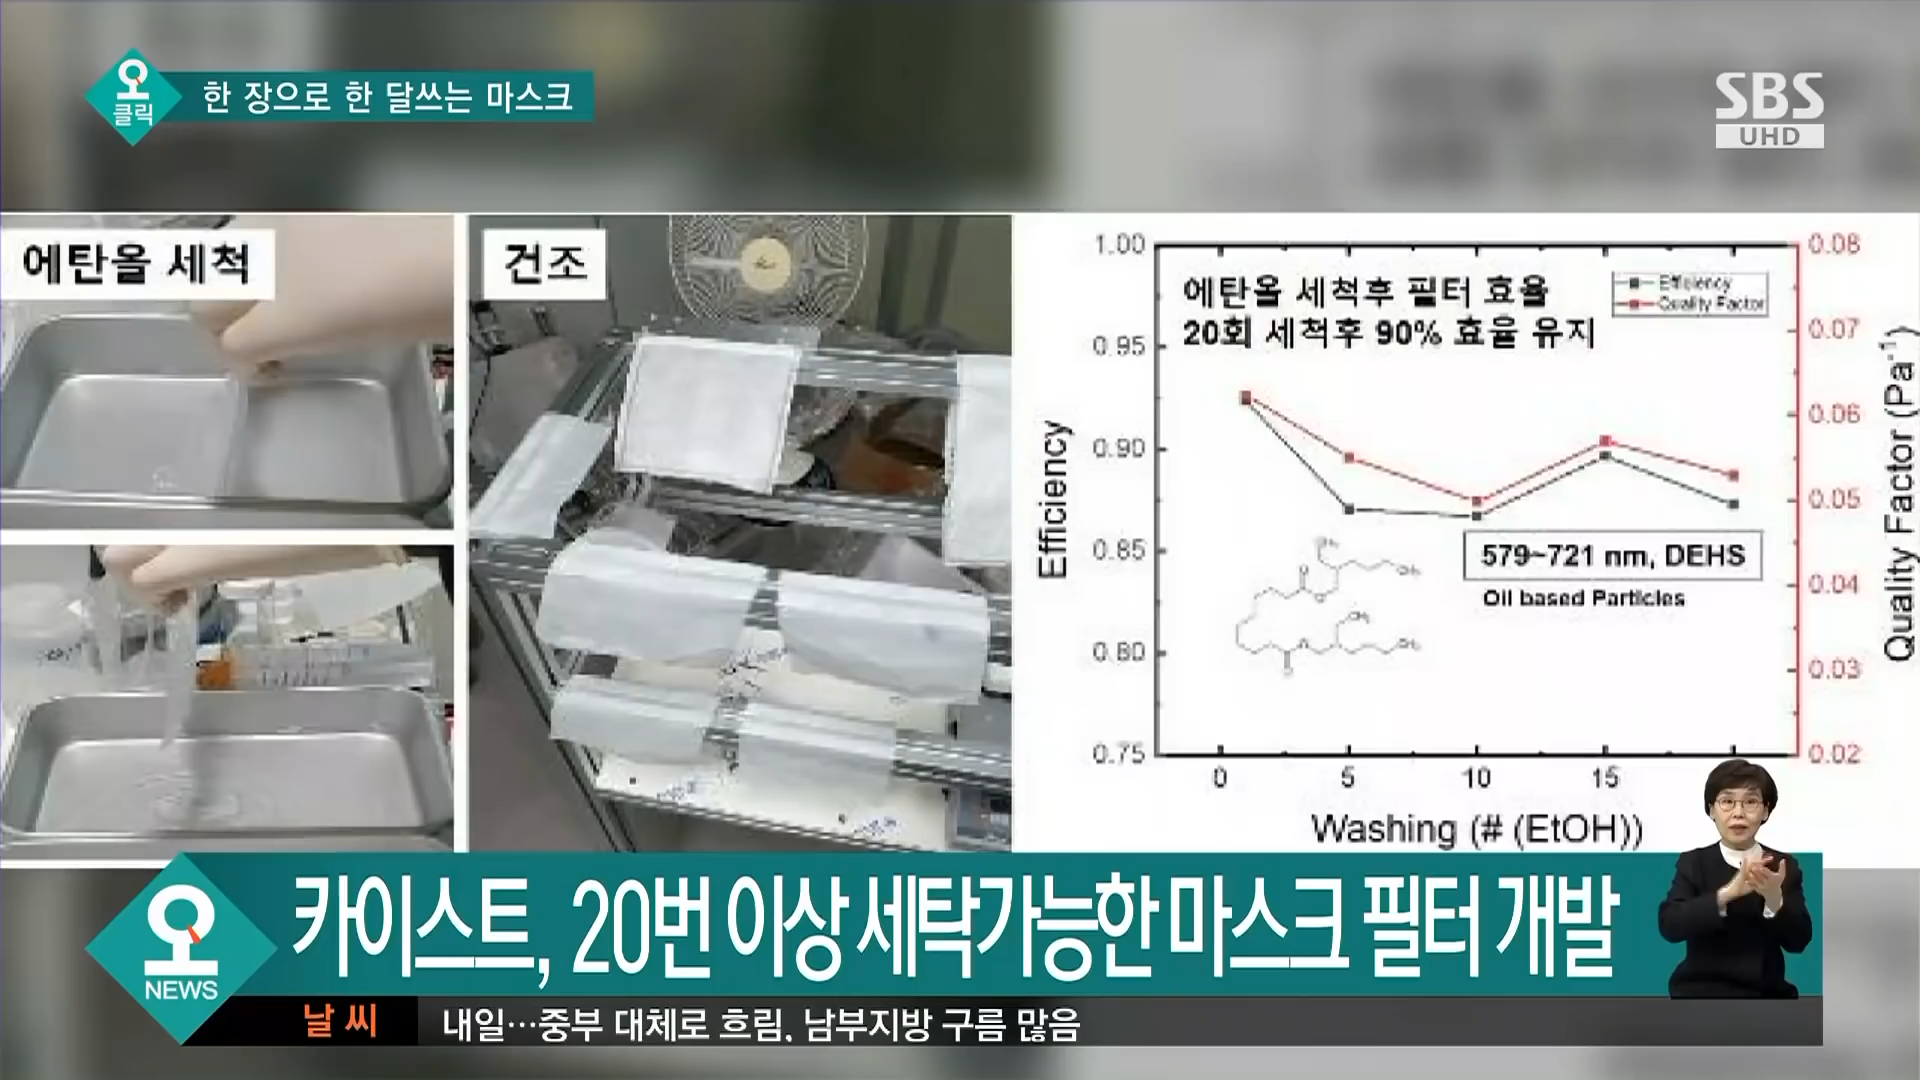 오
클릭
한 장으로 한 달쓰는 마스크
SBS
UHD
에탄올 세척
건조
에탄올 세척후 필터 효율
20회 세척후 90% 효율 유지
Efficiency
Quality Factor
1.00
0.95
0.90
0.85
0.80
0.75
Efficiency
0.08
0.07
0.06
0.05
0.04
0.03
0.02
Quality Factor (Pa⁻¹)
579~721 nm, DEHS
Oil based Particles
CH₃
CH₃
CH₃
CH₃
0
5
10
15
Washing (# (EtOH))
카이스트, 20번 이상 세탁가능한 마스크 필터 개발
오
NEWS
날씨
내일…중부 대체로 흐림, 남부지방 구름 많음